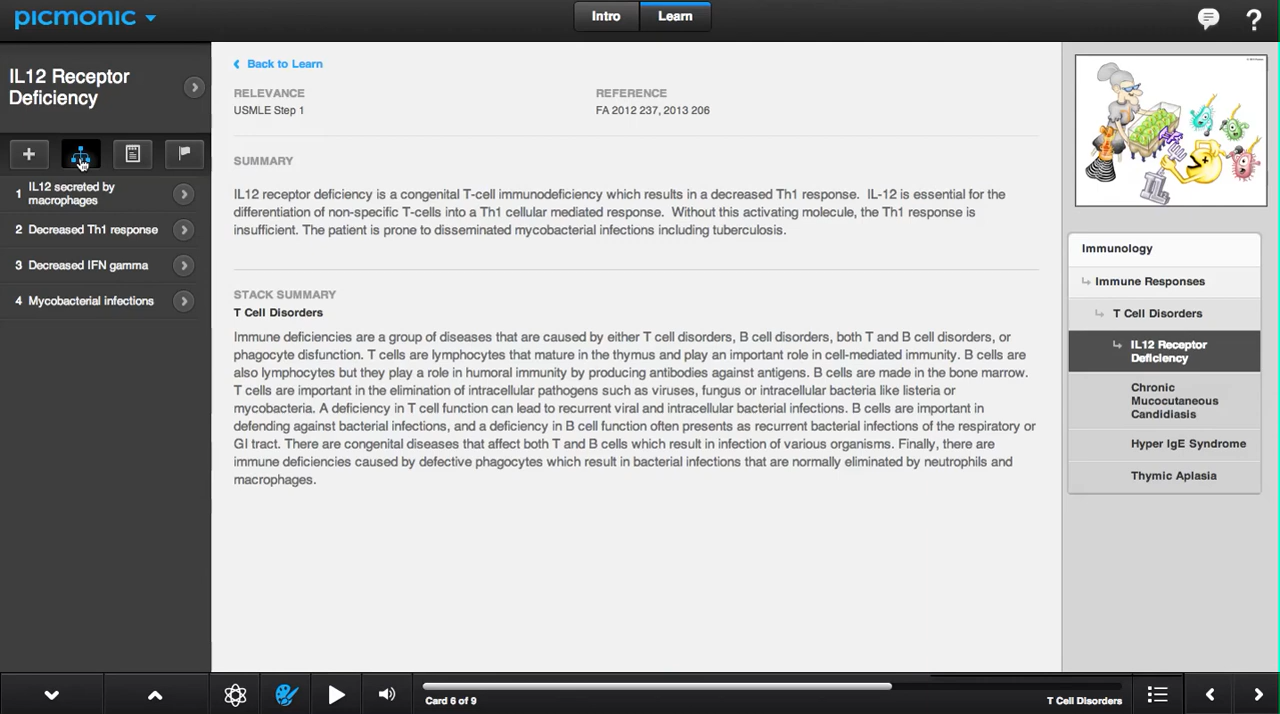 picmonic
Intro
Learn
?
IL12 Receptor
Deficiency
1 IL12 secreted by
macrophages
2 Decreased Th1 response
3 Decreased IFN gamma
4 Mycobacterial infections
Back to Learn
RELEVANCE
USMLE Step 1
REFERENCE
FA 2012 237, 2013 206
SUMMARY
IL12 receptor deficiency is a congenital T-cell immunodeficiency which results in a decreased Th1 response. IL-12 is essential for the
differentiation of non-specific T-cells into a Th1 cellular mediated response. Without this activating molecule, the Th1 response is
insufficient. The patient is prone to disseminated mycobacterial infections including tuberculosis.
STACK SUMMARY
T Cell Disorders
Immune deficiencies are a group of diseases that are caused by either T cell disorders, B cell disorders, both T and B cell disorders, or
phagocyte disfunction. T cells are lymphocytes that mature in the thymus and play an important role in cell-mediated immunity. B cells are
also lymphocytes but they play a role in humoral immunity by producing antibodies against antigens. B cells are made in the bone marrow.
T cells are important in the elimination of intracellular pathogens such as viruses, fungus or intracellular bacteria like listeria or
mycobacteria. A deficiency in T cell function can lead to recurrent viral and intracellular bacterial infections. B cells are important in
defending against bacterial infections, and a deficiency in B cell function often presents as recurrent bacterial infections of the respiratory or
GI tract. There are congenital diseases that affect both T and B cells which result in infection of various organisms. Finally, there are
immune deficiencies caused by defective phagocytes which result in bacterial infections that are normally eliminated by neutrophils and
macrophages.
Immunology
Immune Responses
T Cell Disorders
IL12 Receptor
Deficiency
Chronic
Mucocutaneous
Candidiasis
Hyper IgE Syndrome
Thymic Aplasia
Card 6 of 9
T Cell Disorders